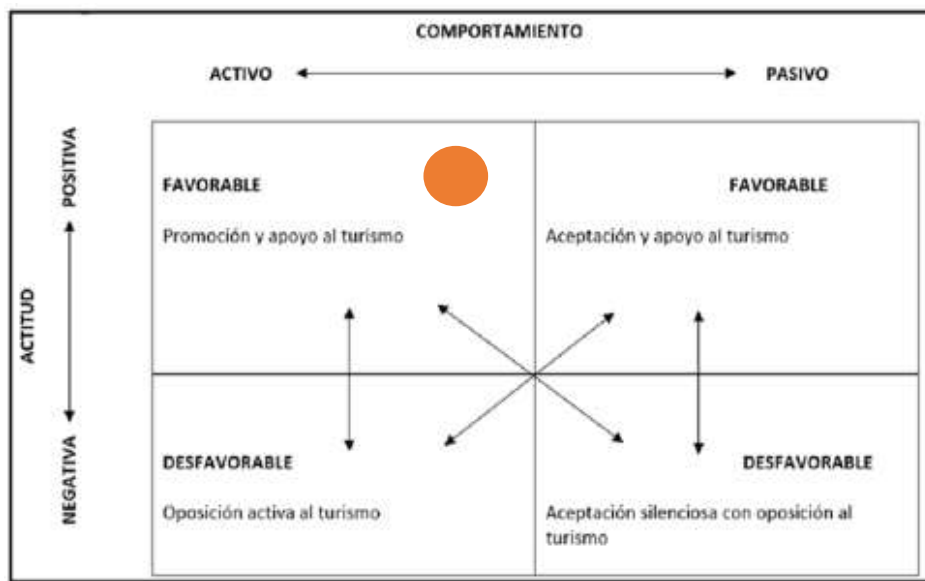 COMPORTAMIENTO
ACTIVO
PASIVO
ACTITUD
POSITIVA
NEGATIVA
FAVORABLE
Promoción y apoyo al turismo
FAVORABLE
Aceptación y apoyo al turismo
DESFAVORABLE
Oposición activa al turismo
DESFAVORABLE
Aceptación silenciosa con oposición al
turismo